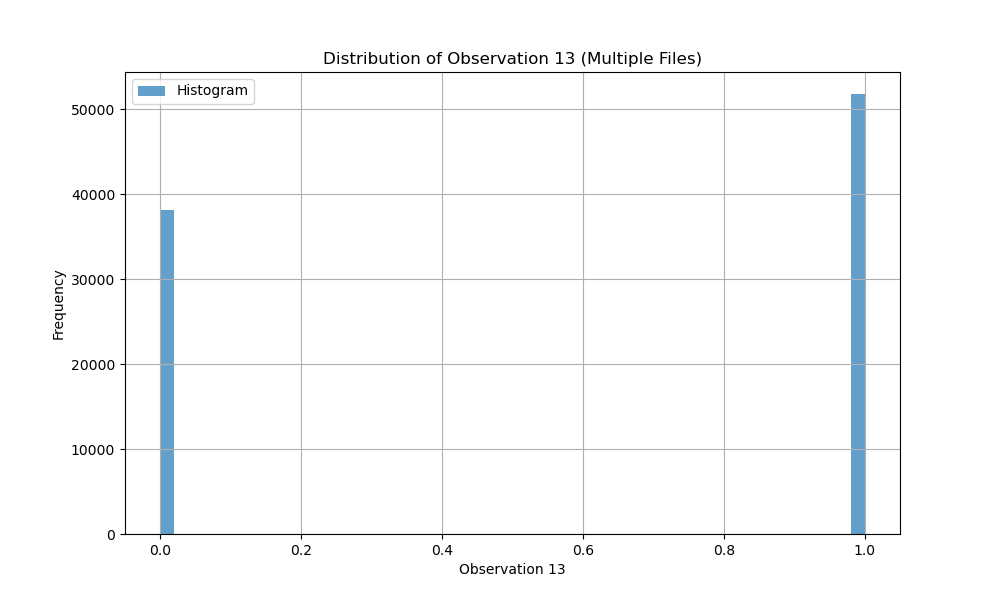 Distribution of Observation 13 (Multiple Files)
Histogram
50000
40000
30000
20000
10000
0
Frequency
0.0 0.2 0.4 0.6 0.8 1.0
Observation 13